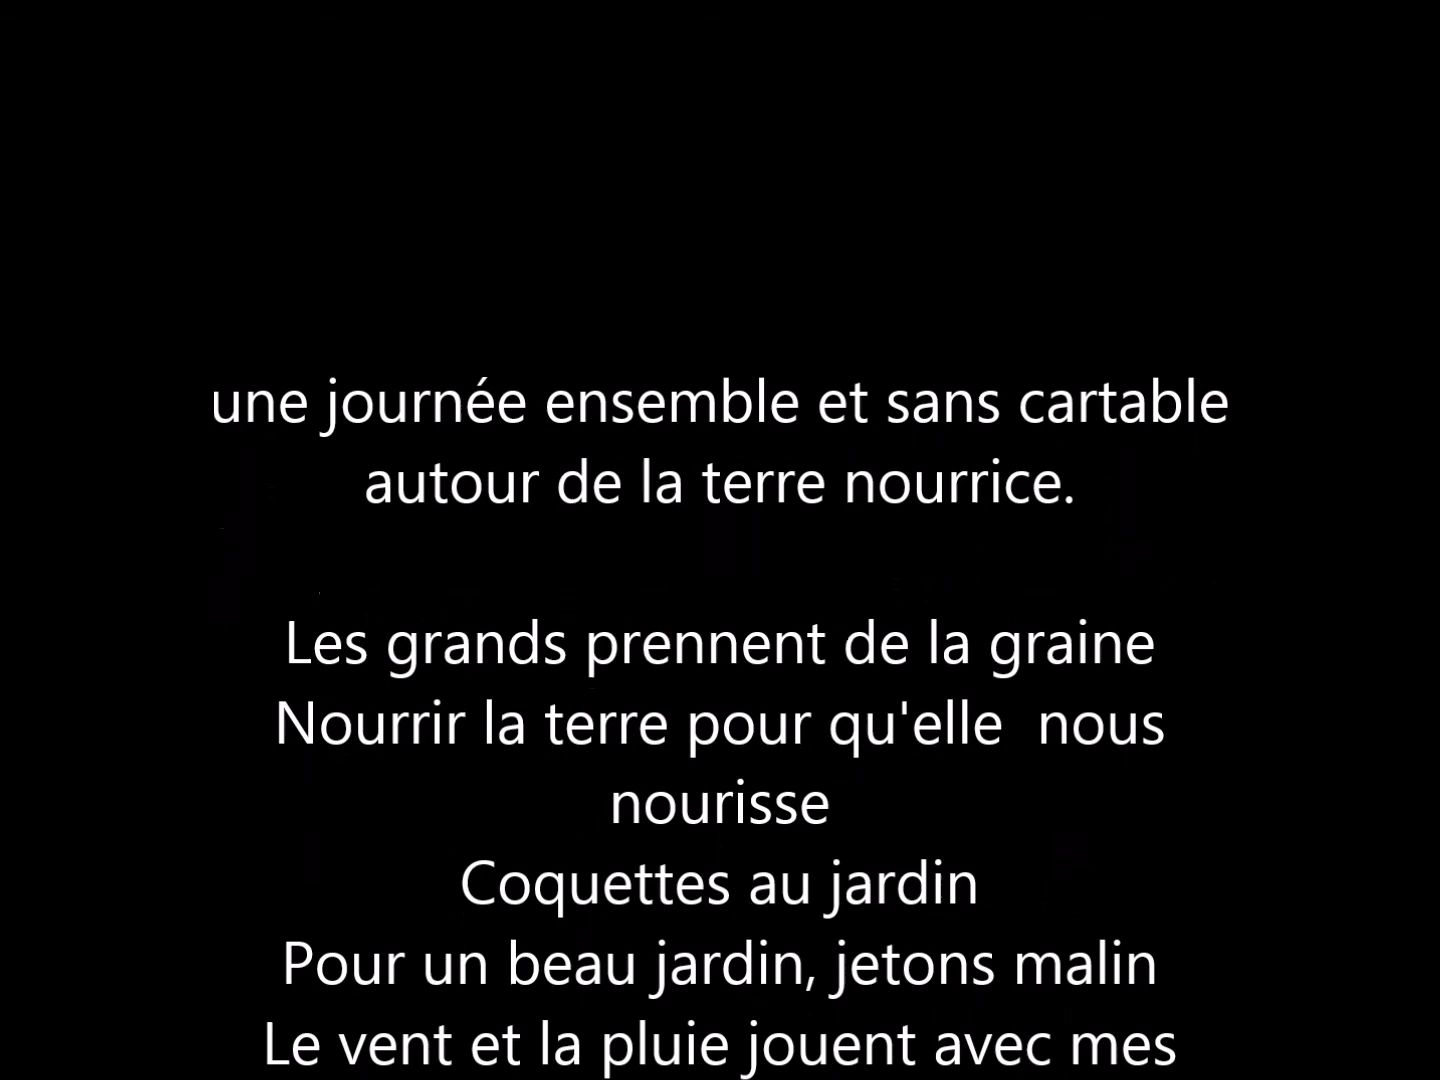 une journée ensemble et sans cartable
autour de la terre nourrice.
Les grands prennent de la graine
Nourrir la terre pour qu'elle  nous
nourisse
Coquettes au jardin
Pour un beau jardin, jetons malin
Le vent et la pluie jouent avec mes